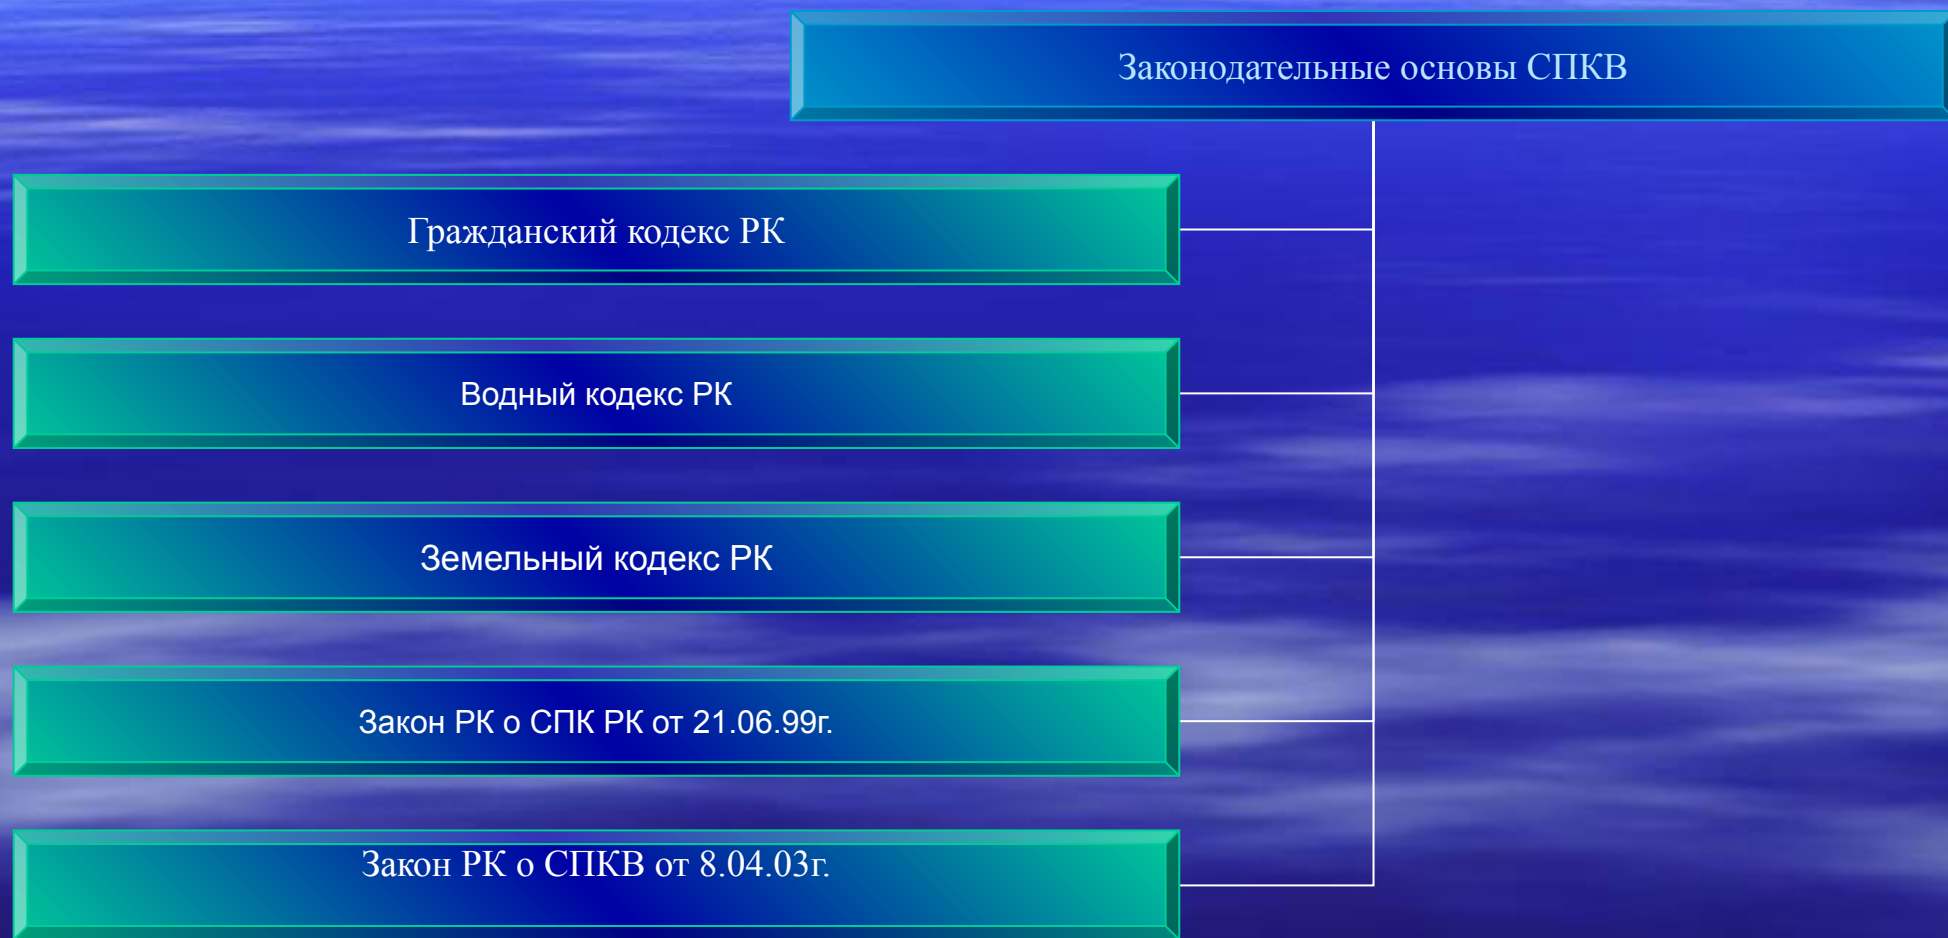 Законодательные основы СПКВ
Гражданский кодекс РК
Водный кодекс РК
Земельный кодекс РК
Закон РК о СПК РК от 21.06.99г.
Закон РК о СПКВ от 8.04.03г.